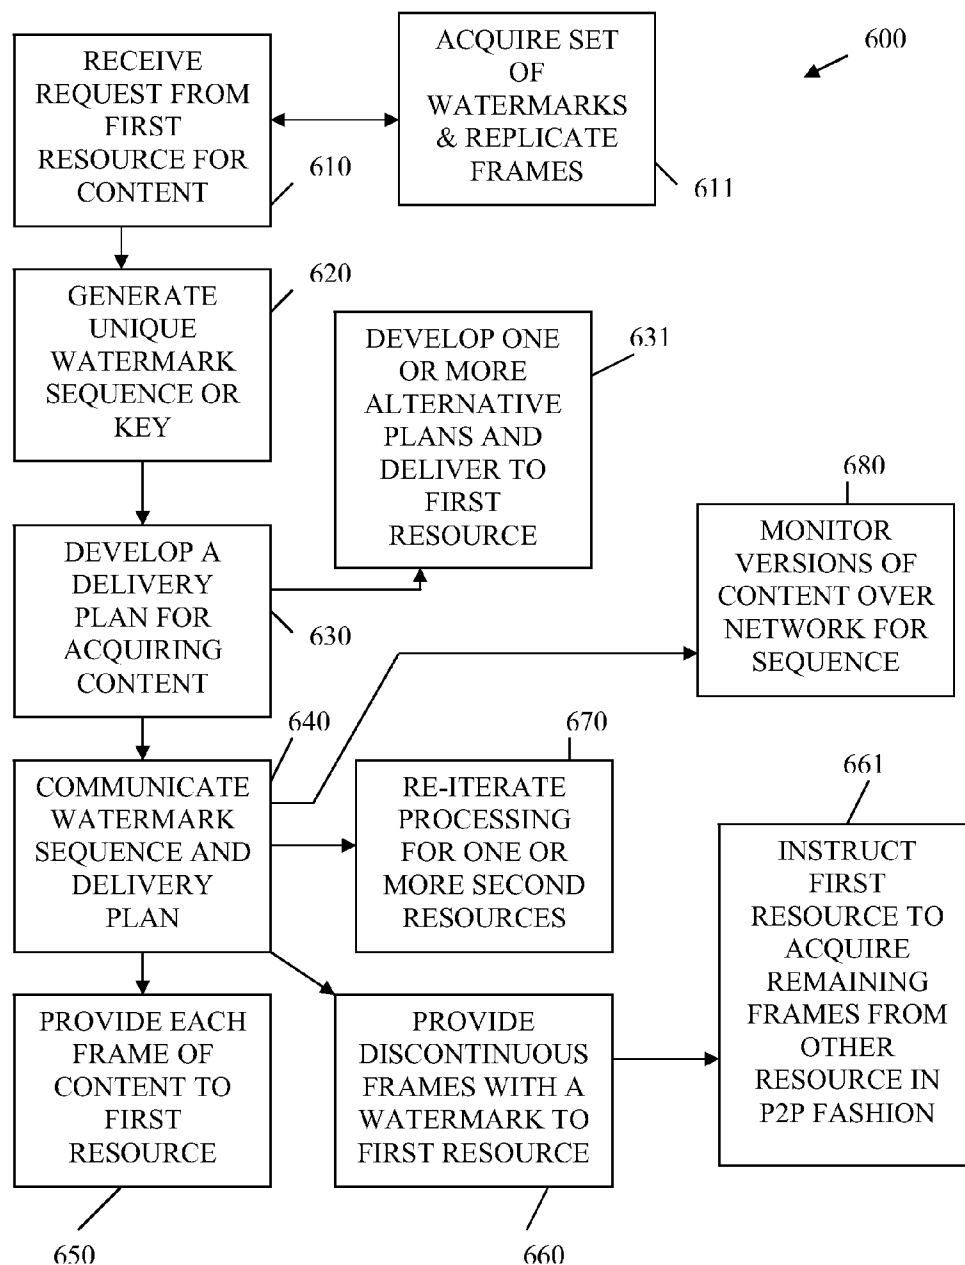 RECEIVE
REQUEST FROM
FIRST
RESOURCE FOR
CONTENT
610
ACQUIRE SET
OF
WATERMARKS
& REPLICATE
FRAMES
611
600
GENERATE
UNIQUE
WATERMARK
SEQUENCE OR
KEY
620
DEVELOP ONE
OR MORE
ALTERNATIVE
PLANS AND
DELIVER TO
FIRST
RESOURCE
631
DEVELOP A
DELIVERY
PLAN FOR
ACQUIRING
CONTENT
630
680
MONITOR
VERSIONS OF
CONTENT OVER
NETWORK FOR
SEQUENCE
640
COMMUNICATE
WATERMARK
SEQUENCE AND
DELIVERY
PLAN
670
RE-ITERATE
PROCESSING
FOR ONE OR
MORE SECOND
RESOURCES
661
INSTRUCT
FIRST
RESOURCE TO
ACQUIRE
REMAINING
FRAMES FROM
OTHER
RESOURCE IN
P2P FASHION
PROVIDE EACH
FRAME OF
CONTENT TO
FIRST
RESOURCE
650
PROVIDE
DISCONTINUOUS
FRAMES WITH A
WATERMARK TO
FIRST RESOURCE
660